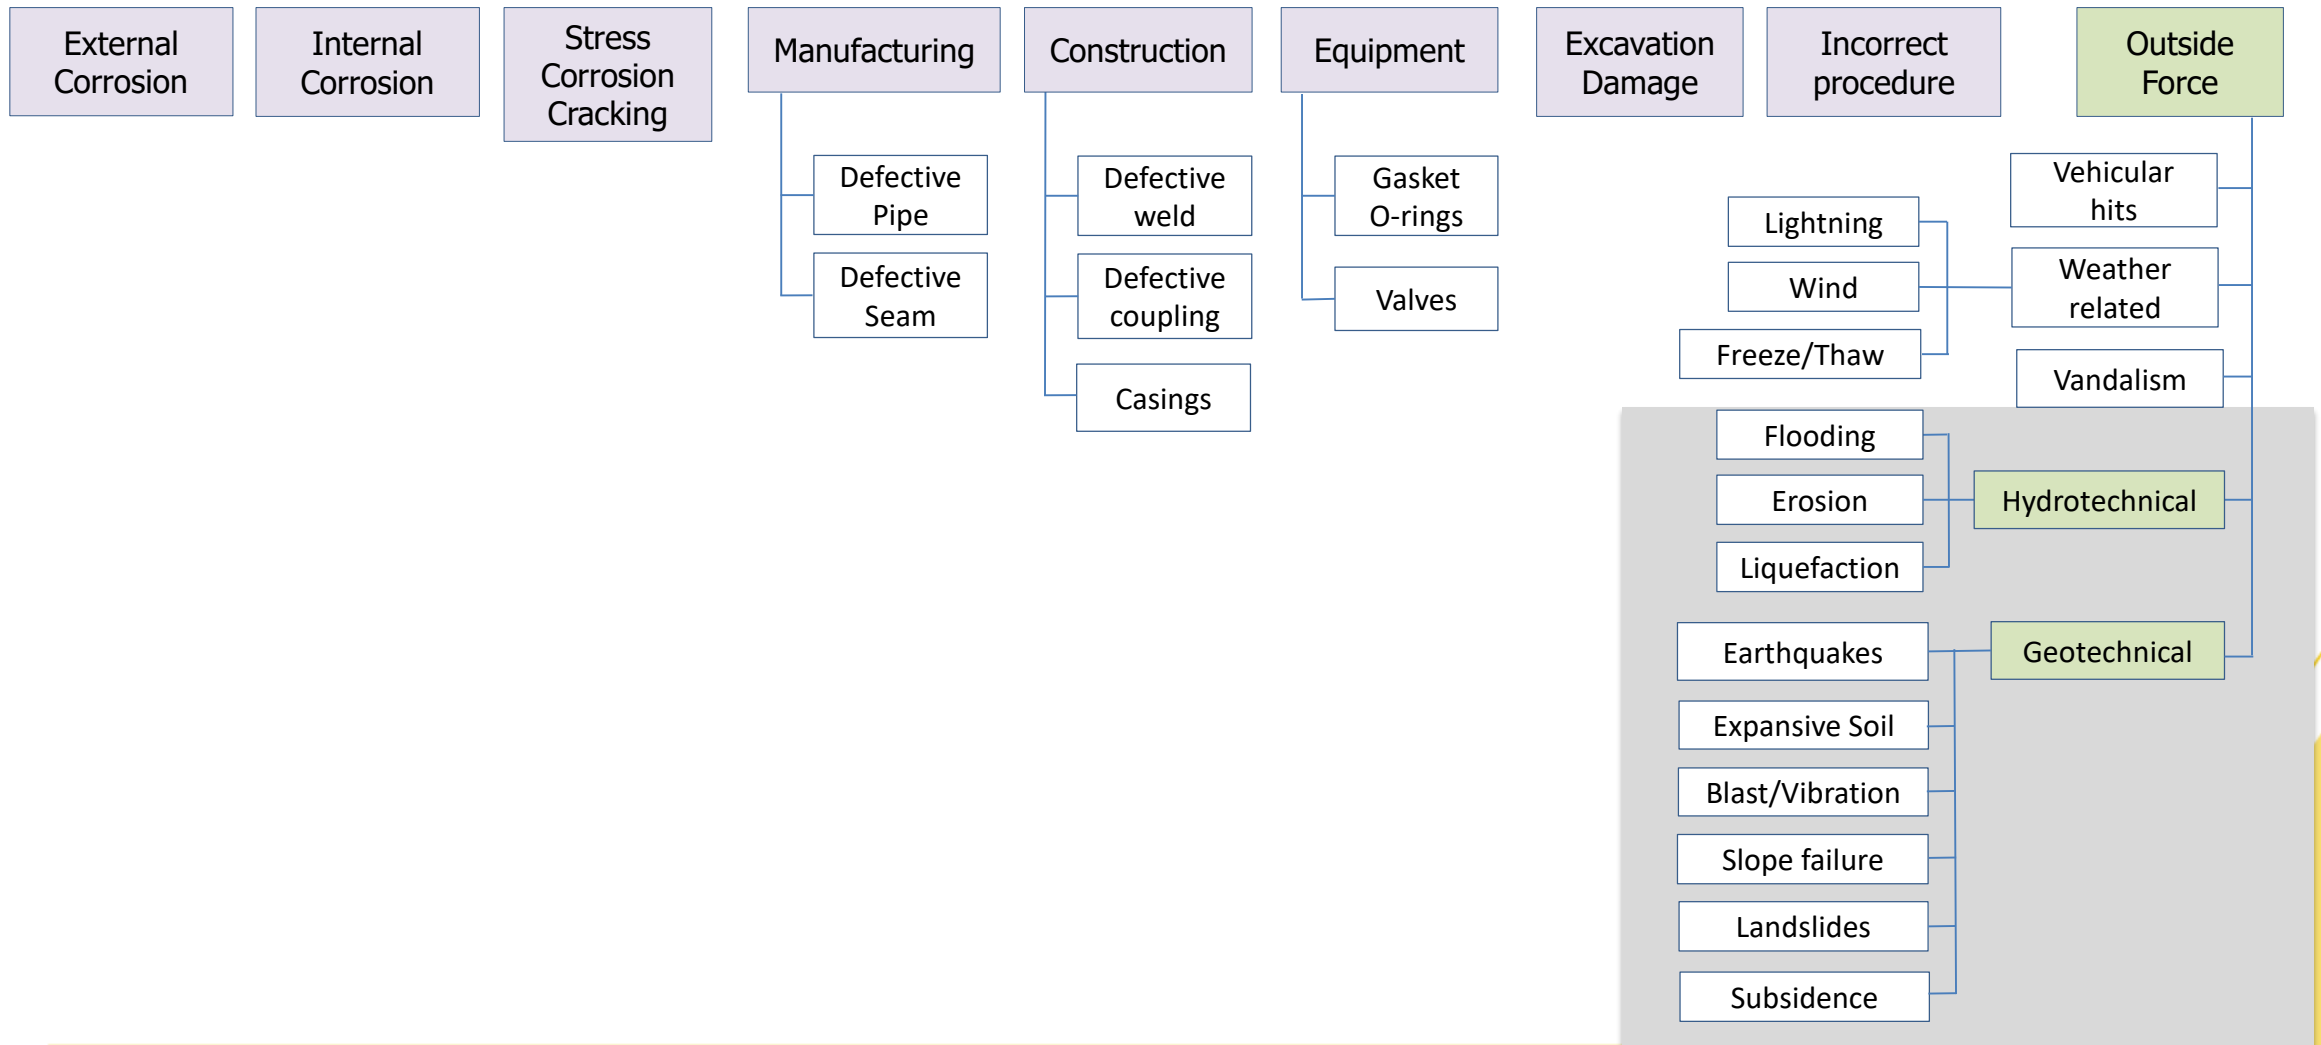 External
Corrosion
Internal
Corrosion
Stress
Corrosion
Cracking
Manufacturing
Construction
Equipment
Excavation
Damage
Incorrect
procedure
Outside
Force
Defective
Pipe
Defective
Seam
Defective
weld
Defective
coupling
Casings
Gasket
O-rings
Valves
Vehicular
hits
Weather
related
Lightning
Wind
Freeze/Thaw
Vandalism
Hydrotechnical
Flooding
Erosion
Liquefaction
Geotechnical
Earthquakes
Expansive Soil
Blast/Vibration
Slope failure
Landslides
Subsidence